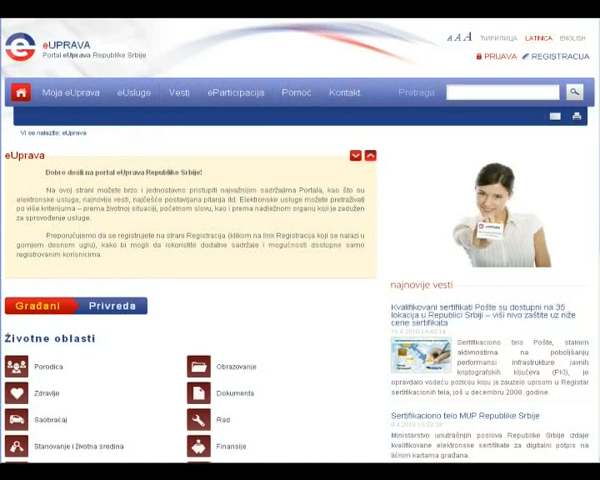 eUPRAVA
Portal eUprava Republike Srbije
A A A ЋИРИЛИЦА LATINICA ENGLISH
PRIJAVA REGISTRACIJA
Moja eUprava eUsluge Vesti eParticipacija Pomoć Kontakt Pretraga
Vi se nalazite: eUprava
eUprava
Dobro došli na portal eUprava Republike Srbije!
Na ovoj strani možete brzo i jednostavno pristupiti najvažnijim sadržajima Portala, kao što su
elektronske usluge, najnovije vesti, najčešće postavljana pitanja itd. Elektronske usluge možete pretraživati
po više kriterijuma – prema životnoj situaciji, početnom slovu, kao i prema nadležnom organu koji je zadužen
za sprovođenje usluge.
Preporučujemo da se registrujete na strani Registracija (klikom na link Registracija koji se nalazi u
gornjem desnom uglu), kako bi mogli da iskoristite dodatne sadržaje i mogućnosti dostupne samo
registrovanim korisnicima.
Građani Privreda
Životne oblasti
Porodica
Obrazovanje
Zdravlje
Dokumenta
Saobraćaj
Rad
Stanovanje i životna sredina
Finansije
najnovije vesti
Kvalifikovani sertifikati Pošte su dostupni na 35
lokacija u Republici Srbiji – viši nivo zaštite uz niže
cene sertifikata
Sertifikaciono telo Pošte, stalnim
aktivnostima na poboljšanju
performansi infrastrukture javnih
kriptografskih ključeva (PKI), je
opravdalo vodeću poziciju koju je zauzelo upisom u Registar
sertifikacionih tela, još u decembru 2008. godine.
Sertifikaciono telo MUP Republike Srbije
Ministarstvo unutrašnjih poslova Republike Srbije izdaje
kvalifikovane elektronske sertifikate za digitalni potpis na
ličnim kartama građana.